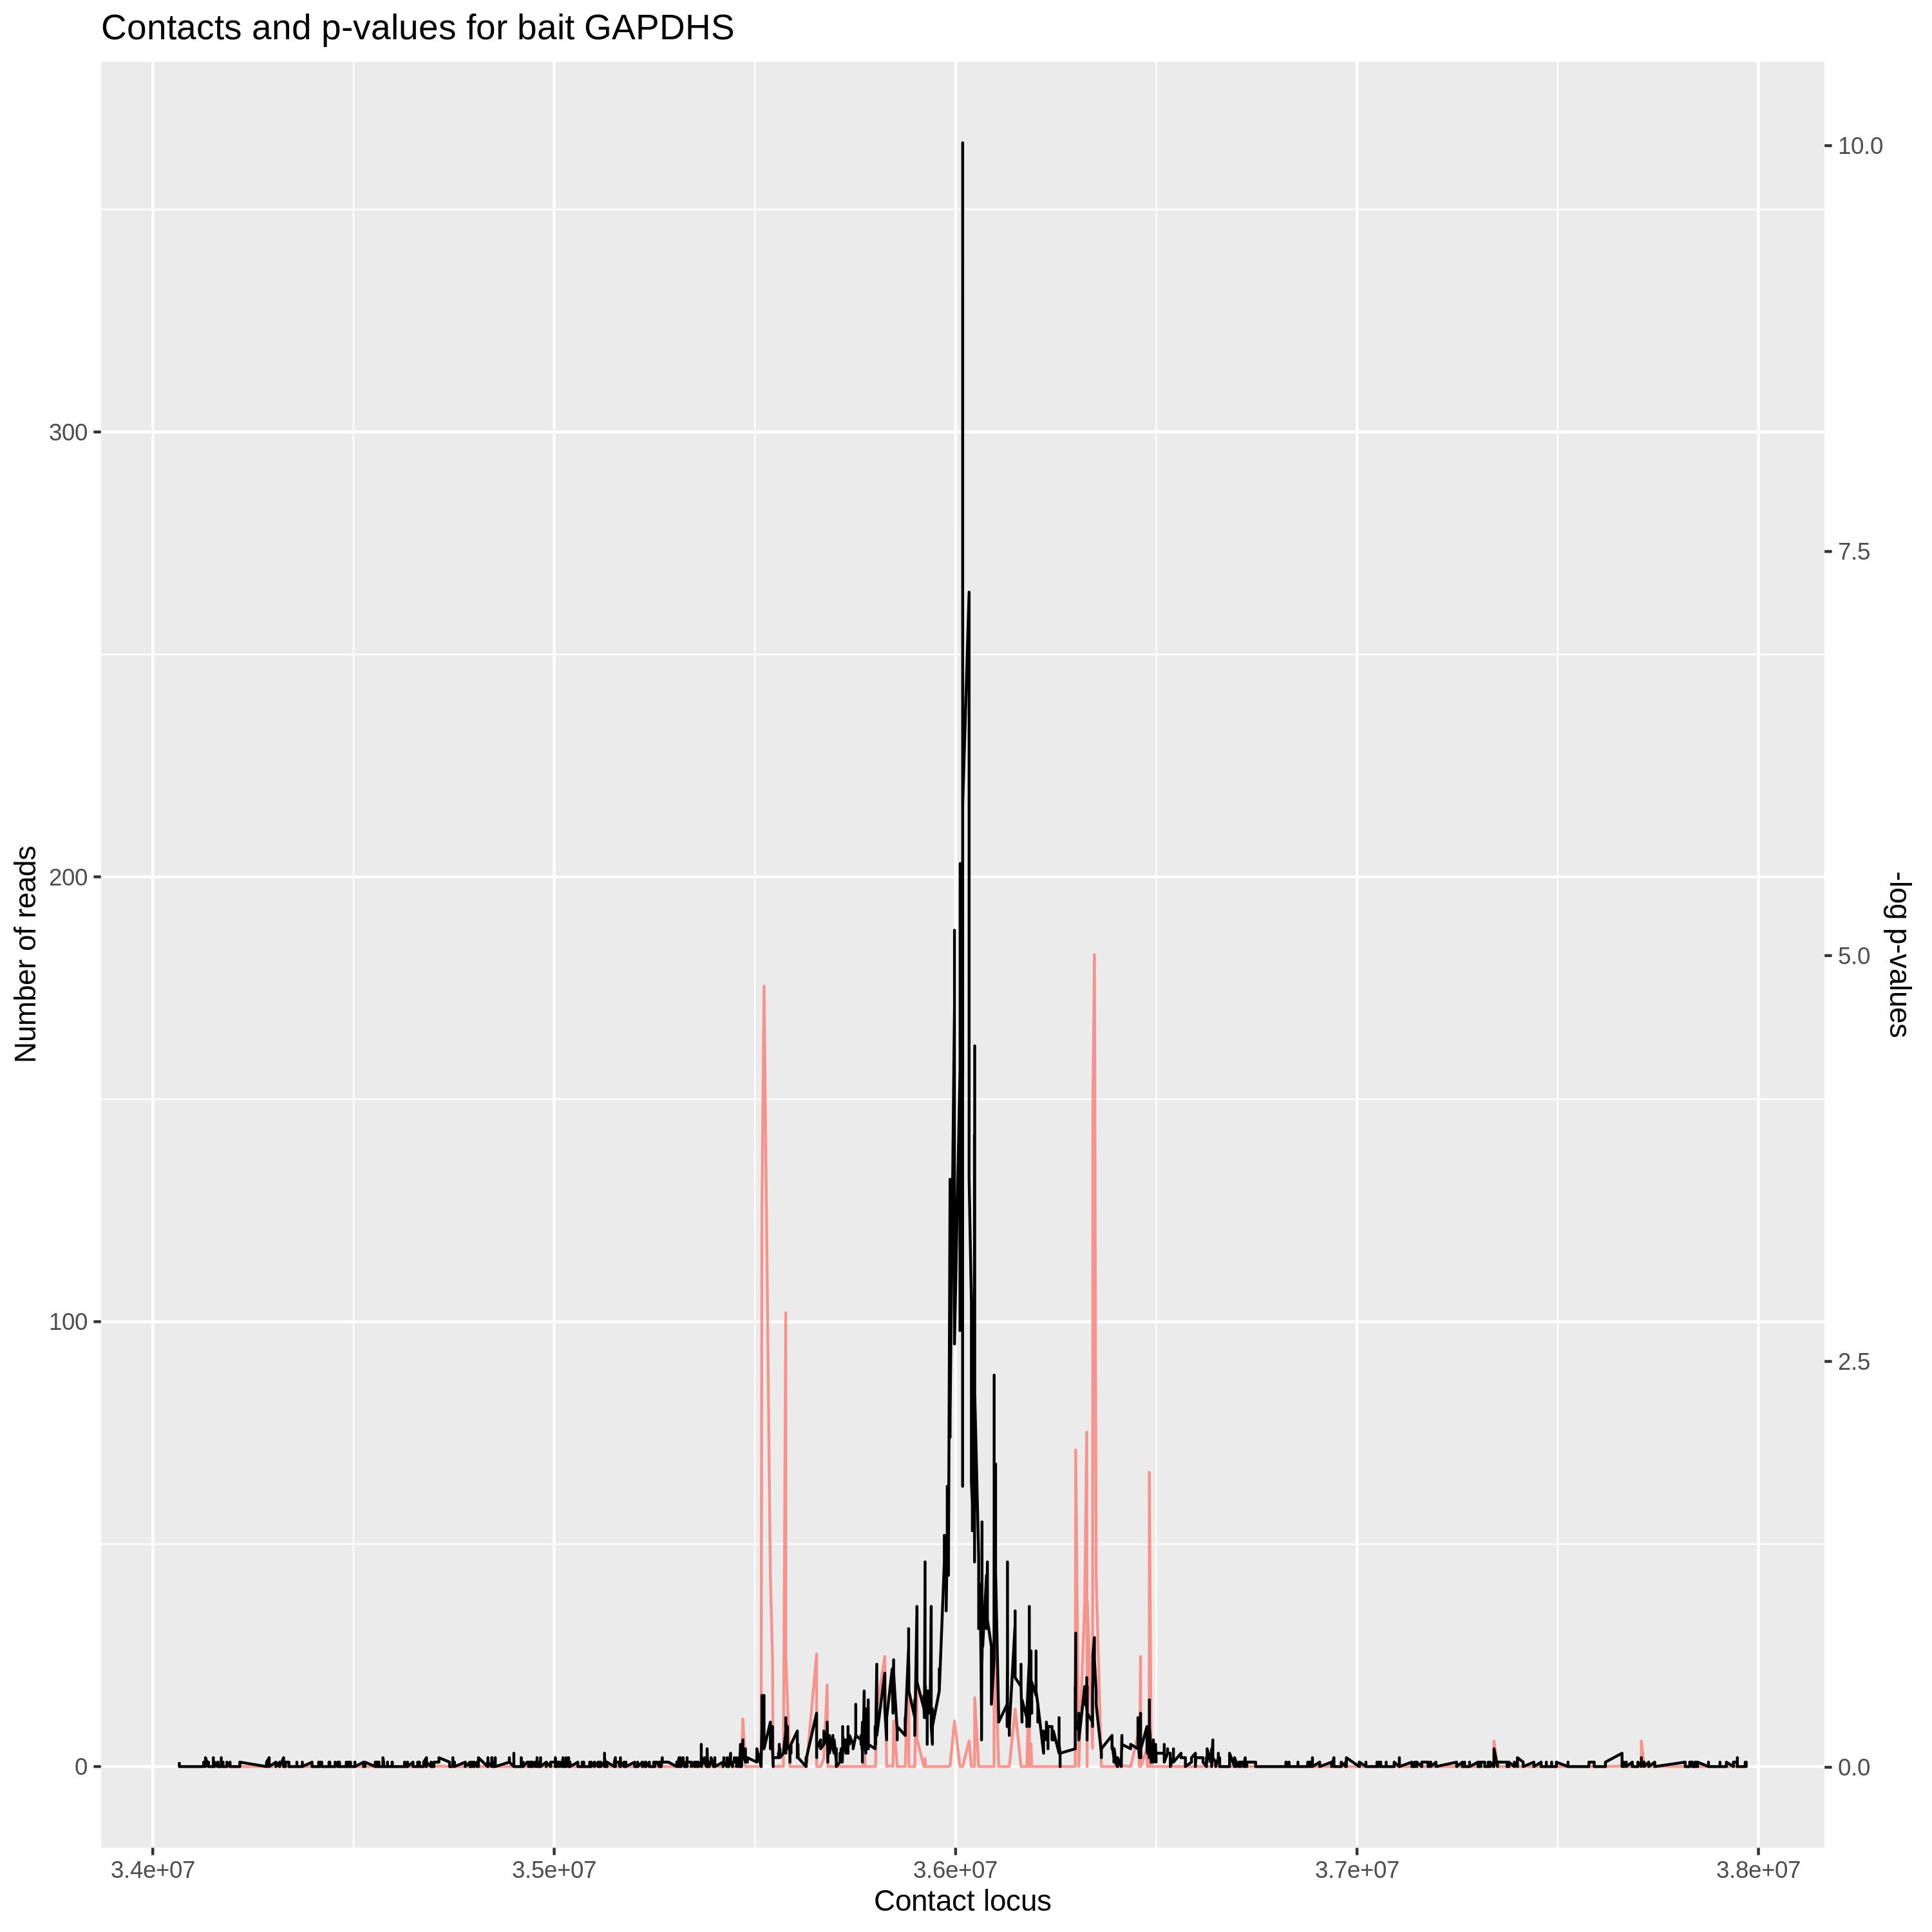 Contacts and p-values for bait GAPDHS
Number of reads
300
200
100
0
10.0
7.5
5.0
2.5
0.0
-log p-values
3.4e+07
3.5e+07
3.6e+07
3.7e+07
3.8e+07
Contact locus